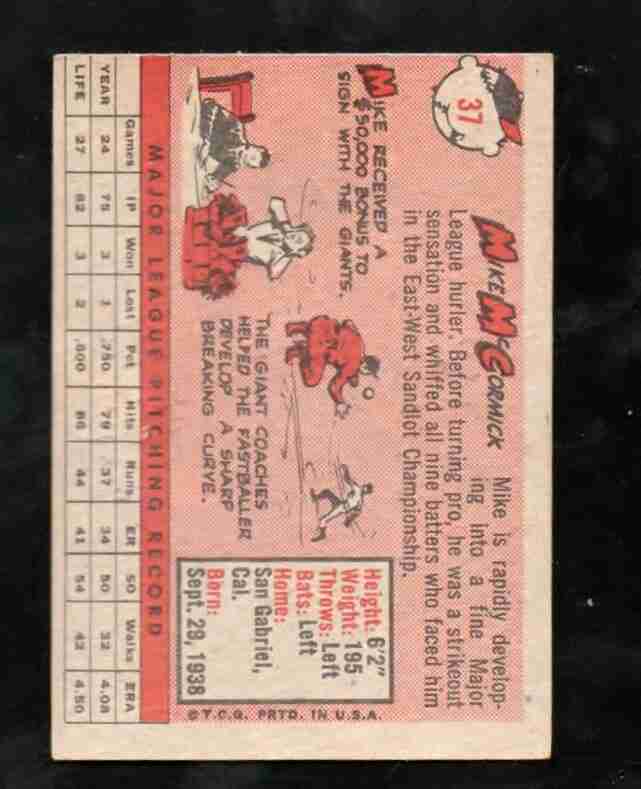 37
MIKE McCORMICK
Mike is rapidly develop-
ing into a fine Major
League hurler. Before turning pro, he was a strikeout
sensation and whiffed all nine batters who faced him
in the East-West Sandlot Championship.
MIKE RECEIVED A
$50,000 BONUS TO
SIGN WITH THE GIANTS.
THE GIANT COACHES
HELPED THE FASTBALLER
DEVELOP A SHARP
BREAKING CURVE.
Height: 6'2"
Weight: 195
Throws: Left
Bats: Left
Home:
San Gabriel,
Cal.
Born:
Sept. 29, 1938
©T.C.G. PRTD. IN U.S.A.
MAJOR LEAGUE PITCHING RECORD
Games IP Won Lost Pct Hits Runs ER SO Walks ERA
YEAR 24 75 3 1 .750 79 37 34 50 32 4.08
LIFE 27 82 3 2 .600 86 44 41 54 43 4.50